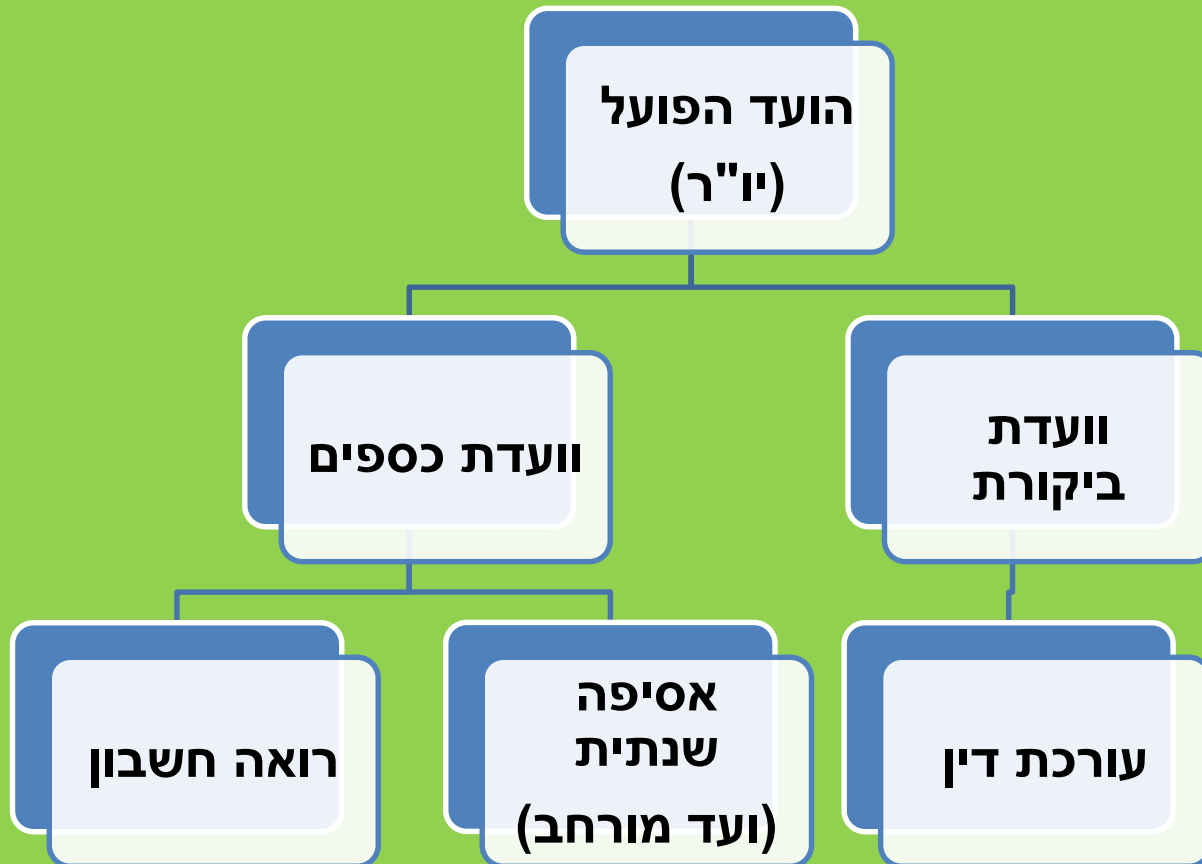 הועד הפועל
(יו"ר)
וועדת
ביקורת
וועדת כספים
עורכת דין
אסיפה
שנתית
(ועד מורחב)
רואה חשבון